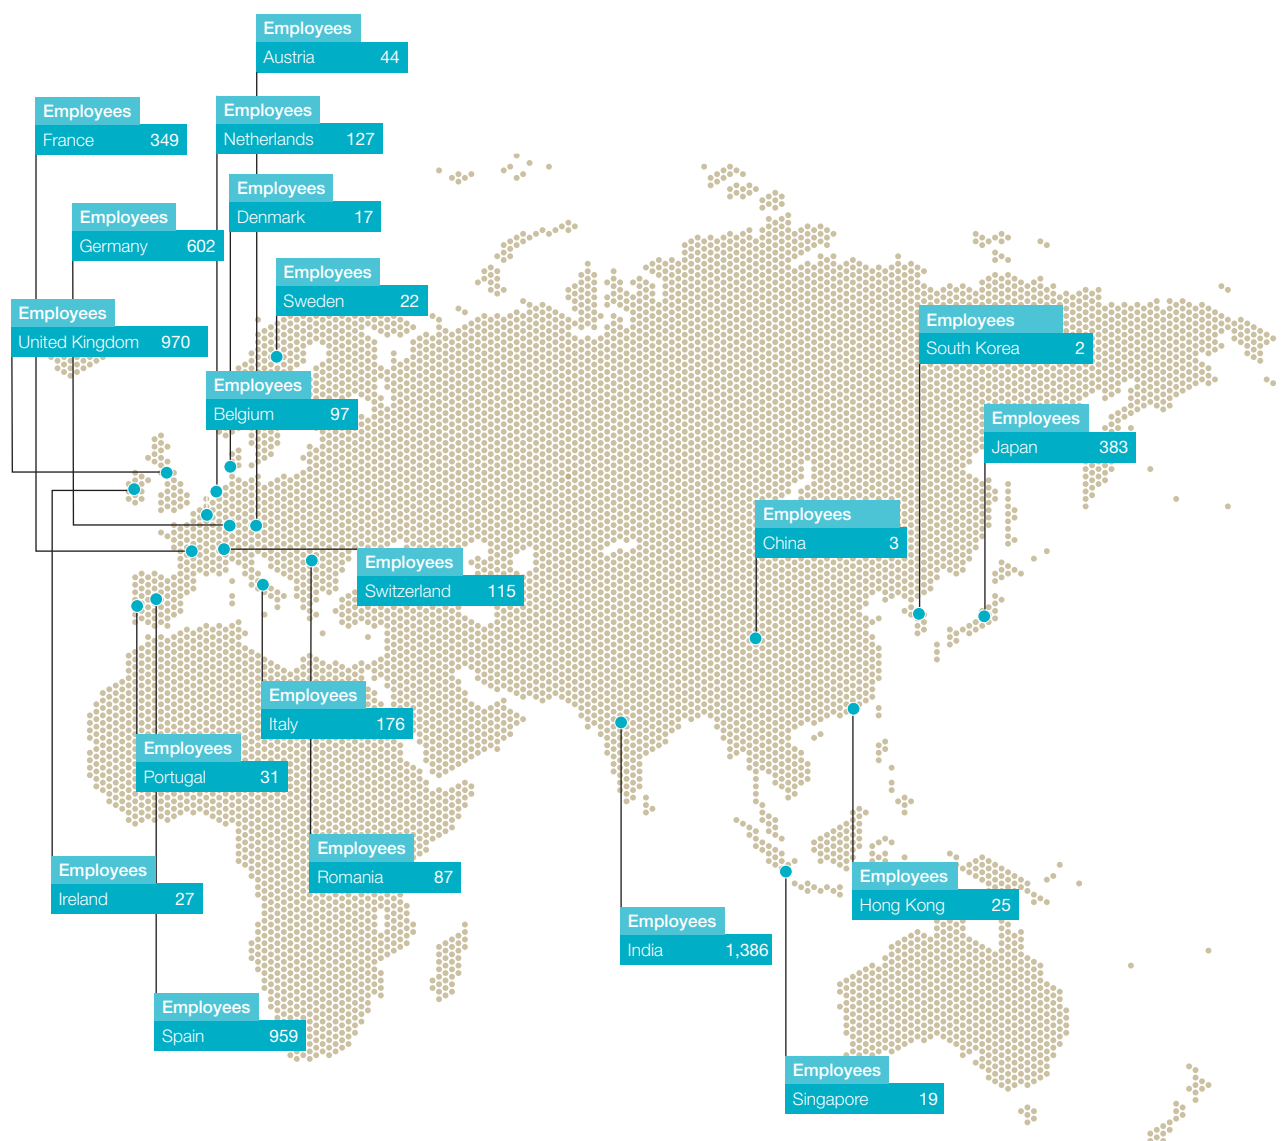 Employees
Austria 44
Employees
France 349
Employees
Netherlands 127
Employees
Denmark 17
Employees
Germany 602
Employees
Sweden 22
Employees
United Kingdom 970
Employees
South Korea 2
Employees
Belgium 97
Employees
Japan 383
Employees
China 3
Employees
Switzerland 115
Employees
Italy 176
Employees
Portugal 31
Employees
Romania 87
Employees
Ireland 27
Employees
Hong Kong 25
Employees
India 1,386
Employees
Spain 959
Employees
Singapore 19